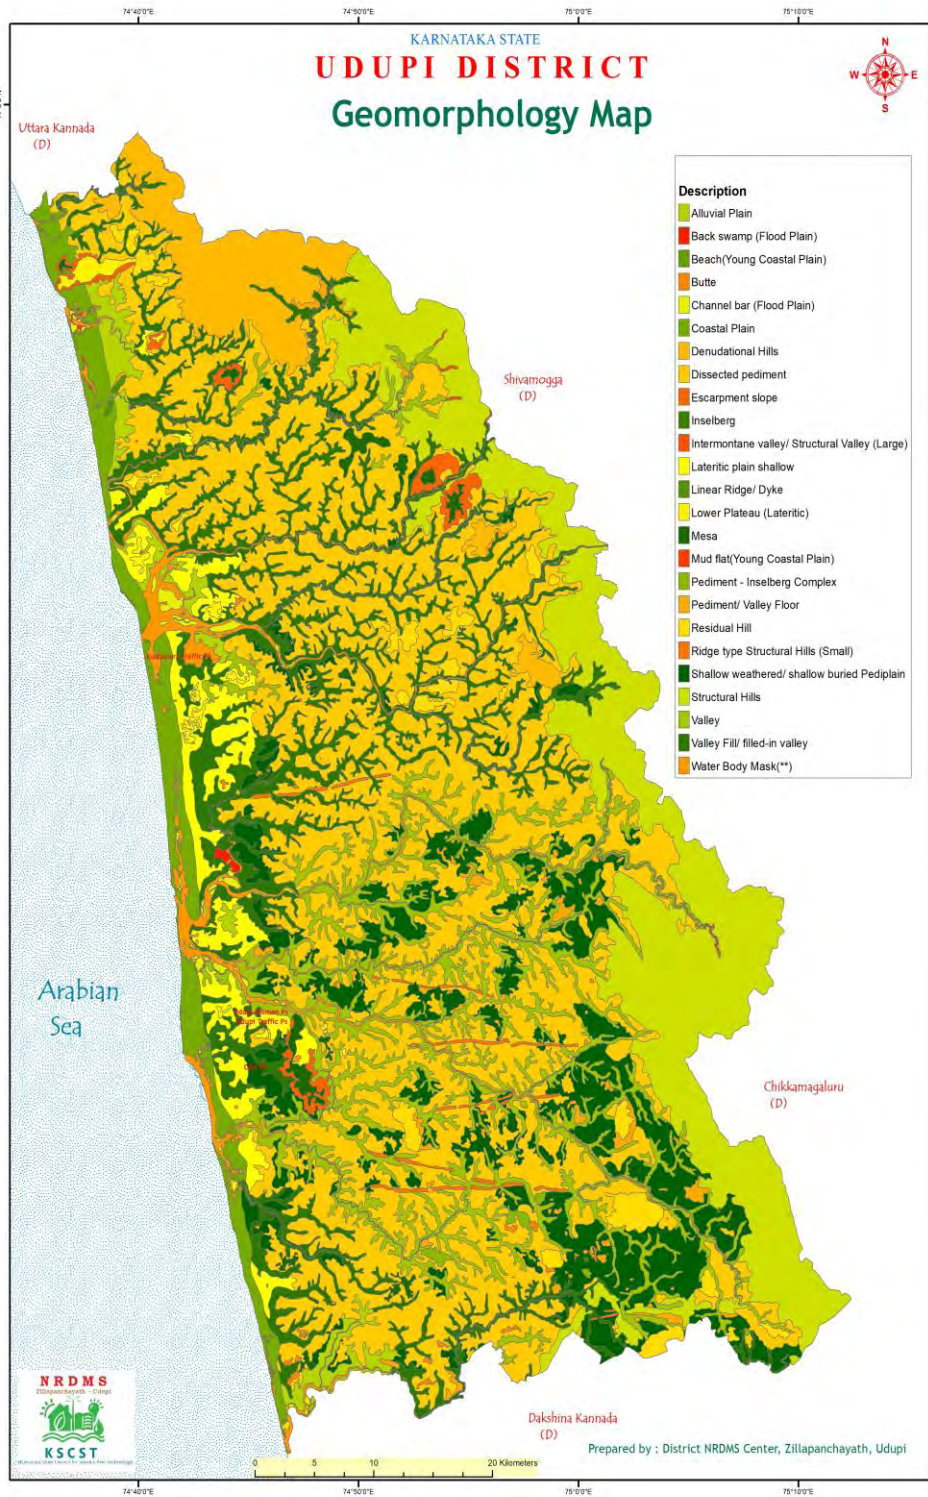 74°40'0"E 74°50'0"E 75°0'0"E 75°10'0"E
KARNATAKA STATE
UDUPI DISTRICT
Geomorphology Map
N
W E
S
Uttara Kannada
(D)
Description
Alluvial Plain
Back swamp (Flood Plain)
Beach(Young Coastal Plain)
Butte
Channel bar (Flood Plain)
Coastal Plain
Denudational Hills
Dissected pediment
Escarpment slope
Inselberg
Intermontane valley/ Structural Valley (Large)
Lateritic plain shallow
Linear Ridge/ Dyke
Lower Plateau (Lateritic)
Mesa
Mud flat(Young Coastal Plain)
Pediment - Inselberg Complex
Pediment/ Valley Floor
Residual Hill
Ridge type Structural Hills (Small)
Shallow weathered/ shallow buried Pediplain
Structural Hills
Valley
Valley Fill/ filled-in valley
Water Body Mask(**)
Shivamogga
(D)
Arabian
Sea
Udupi Traffic Ps
Chikkamagaluru
(D)
Dakshina Kannada
(D)
NRDMS
Zillapanchayath - Udupi
KSCST
Prepared by : District NRDMS Center, Zillapanchayath, Udupi
0 5 10 20 Kilometers
74°40'0"E 74°50'0"E 75°0'0"E 75°10'0"E